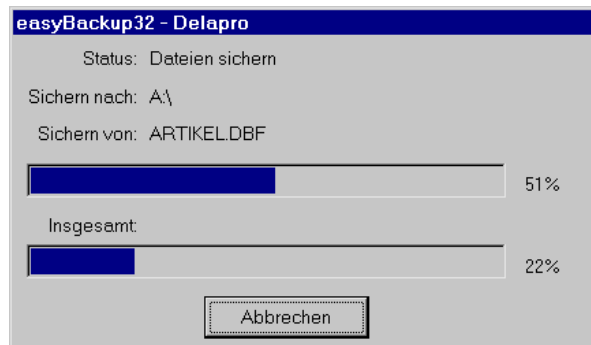 easyBackup32 - Delapro
Status: Dateien sichern
Sichern nach: A:\
Sichern von: ARTIKEL.DBF
51%
Insgesamt:
22%
Abbrechen